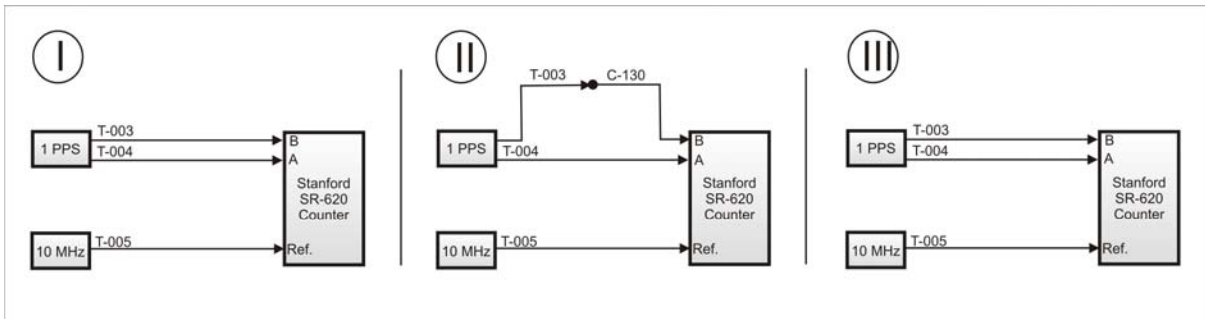 I
T-003
1 PPS
T-004
B
A
Stanford
SR-620
Counter
10 MHz
T-005
Ref.
II
T-003
C-130
1 PPS
T-004
B
A
Stanford
SR-620
Counter
10 MHz
T-005
Ref.
III
T-003
1 PPS
T-004
B
A
Stanford
SR-620
Counter
10 MHz
T-005
Ref.